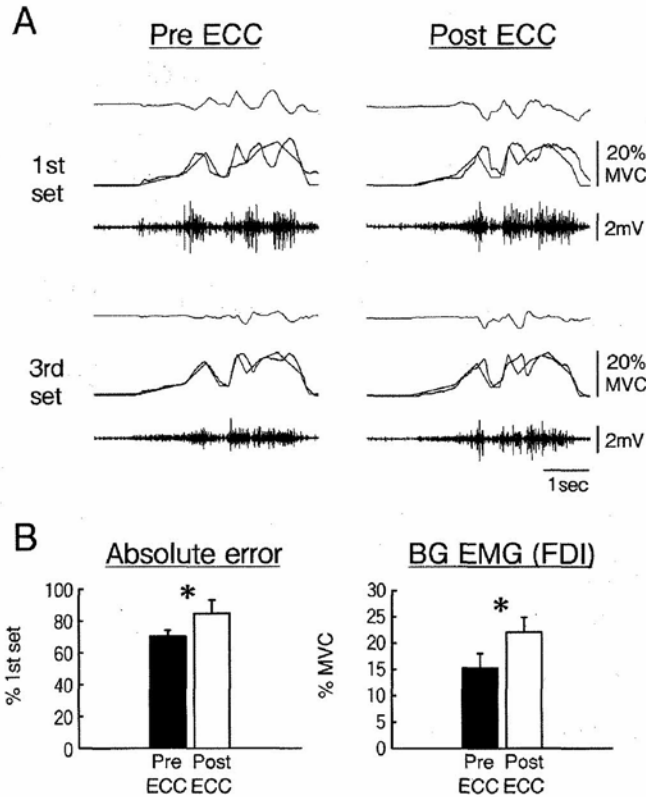 A
Pre ECC
Post ECC
1st
set
20%
MVC
2mV
3rd
set
20%
MVC
2mV
1sec
B
Absolute error
BG EMG (FDI)
% 1st set
100
80
60
40
20
0
*
Pre Post
ECC ECC
% MVC
30
25
20
15
10
5
0
*
Pre Post
ECC ECC